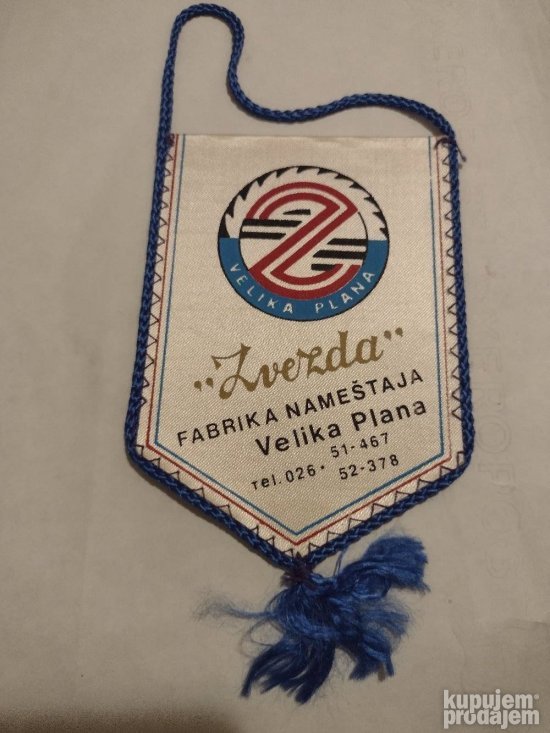 VELIKA PLANA
„Zvezda”
FABRIKA NAMEŠTAJA
Velika Plana
51-467
tel. 026 · 52-378
kupujem
prodajem